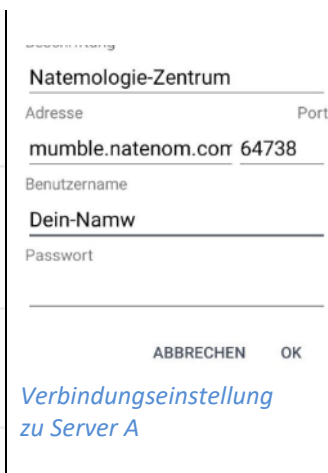 Natemologie-Zentrum
Adresse Port
mumble.natenom.com 64738
Benutzername
Dein-Namw
Passwort
ABBRECHEN OK
Verbindungseinstellung
zu Server A